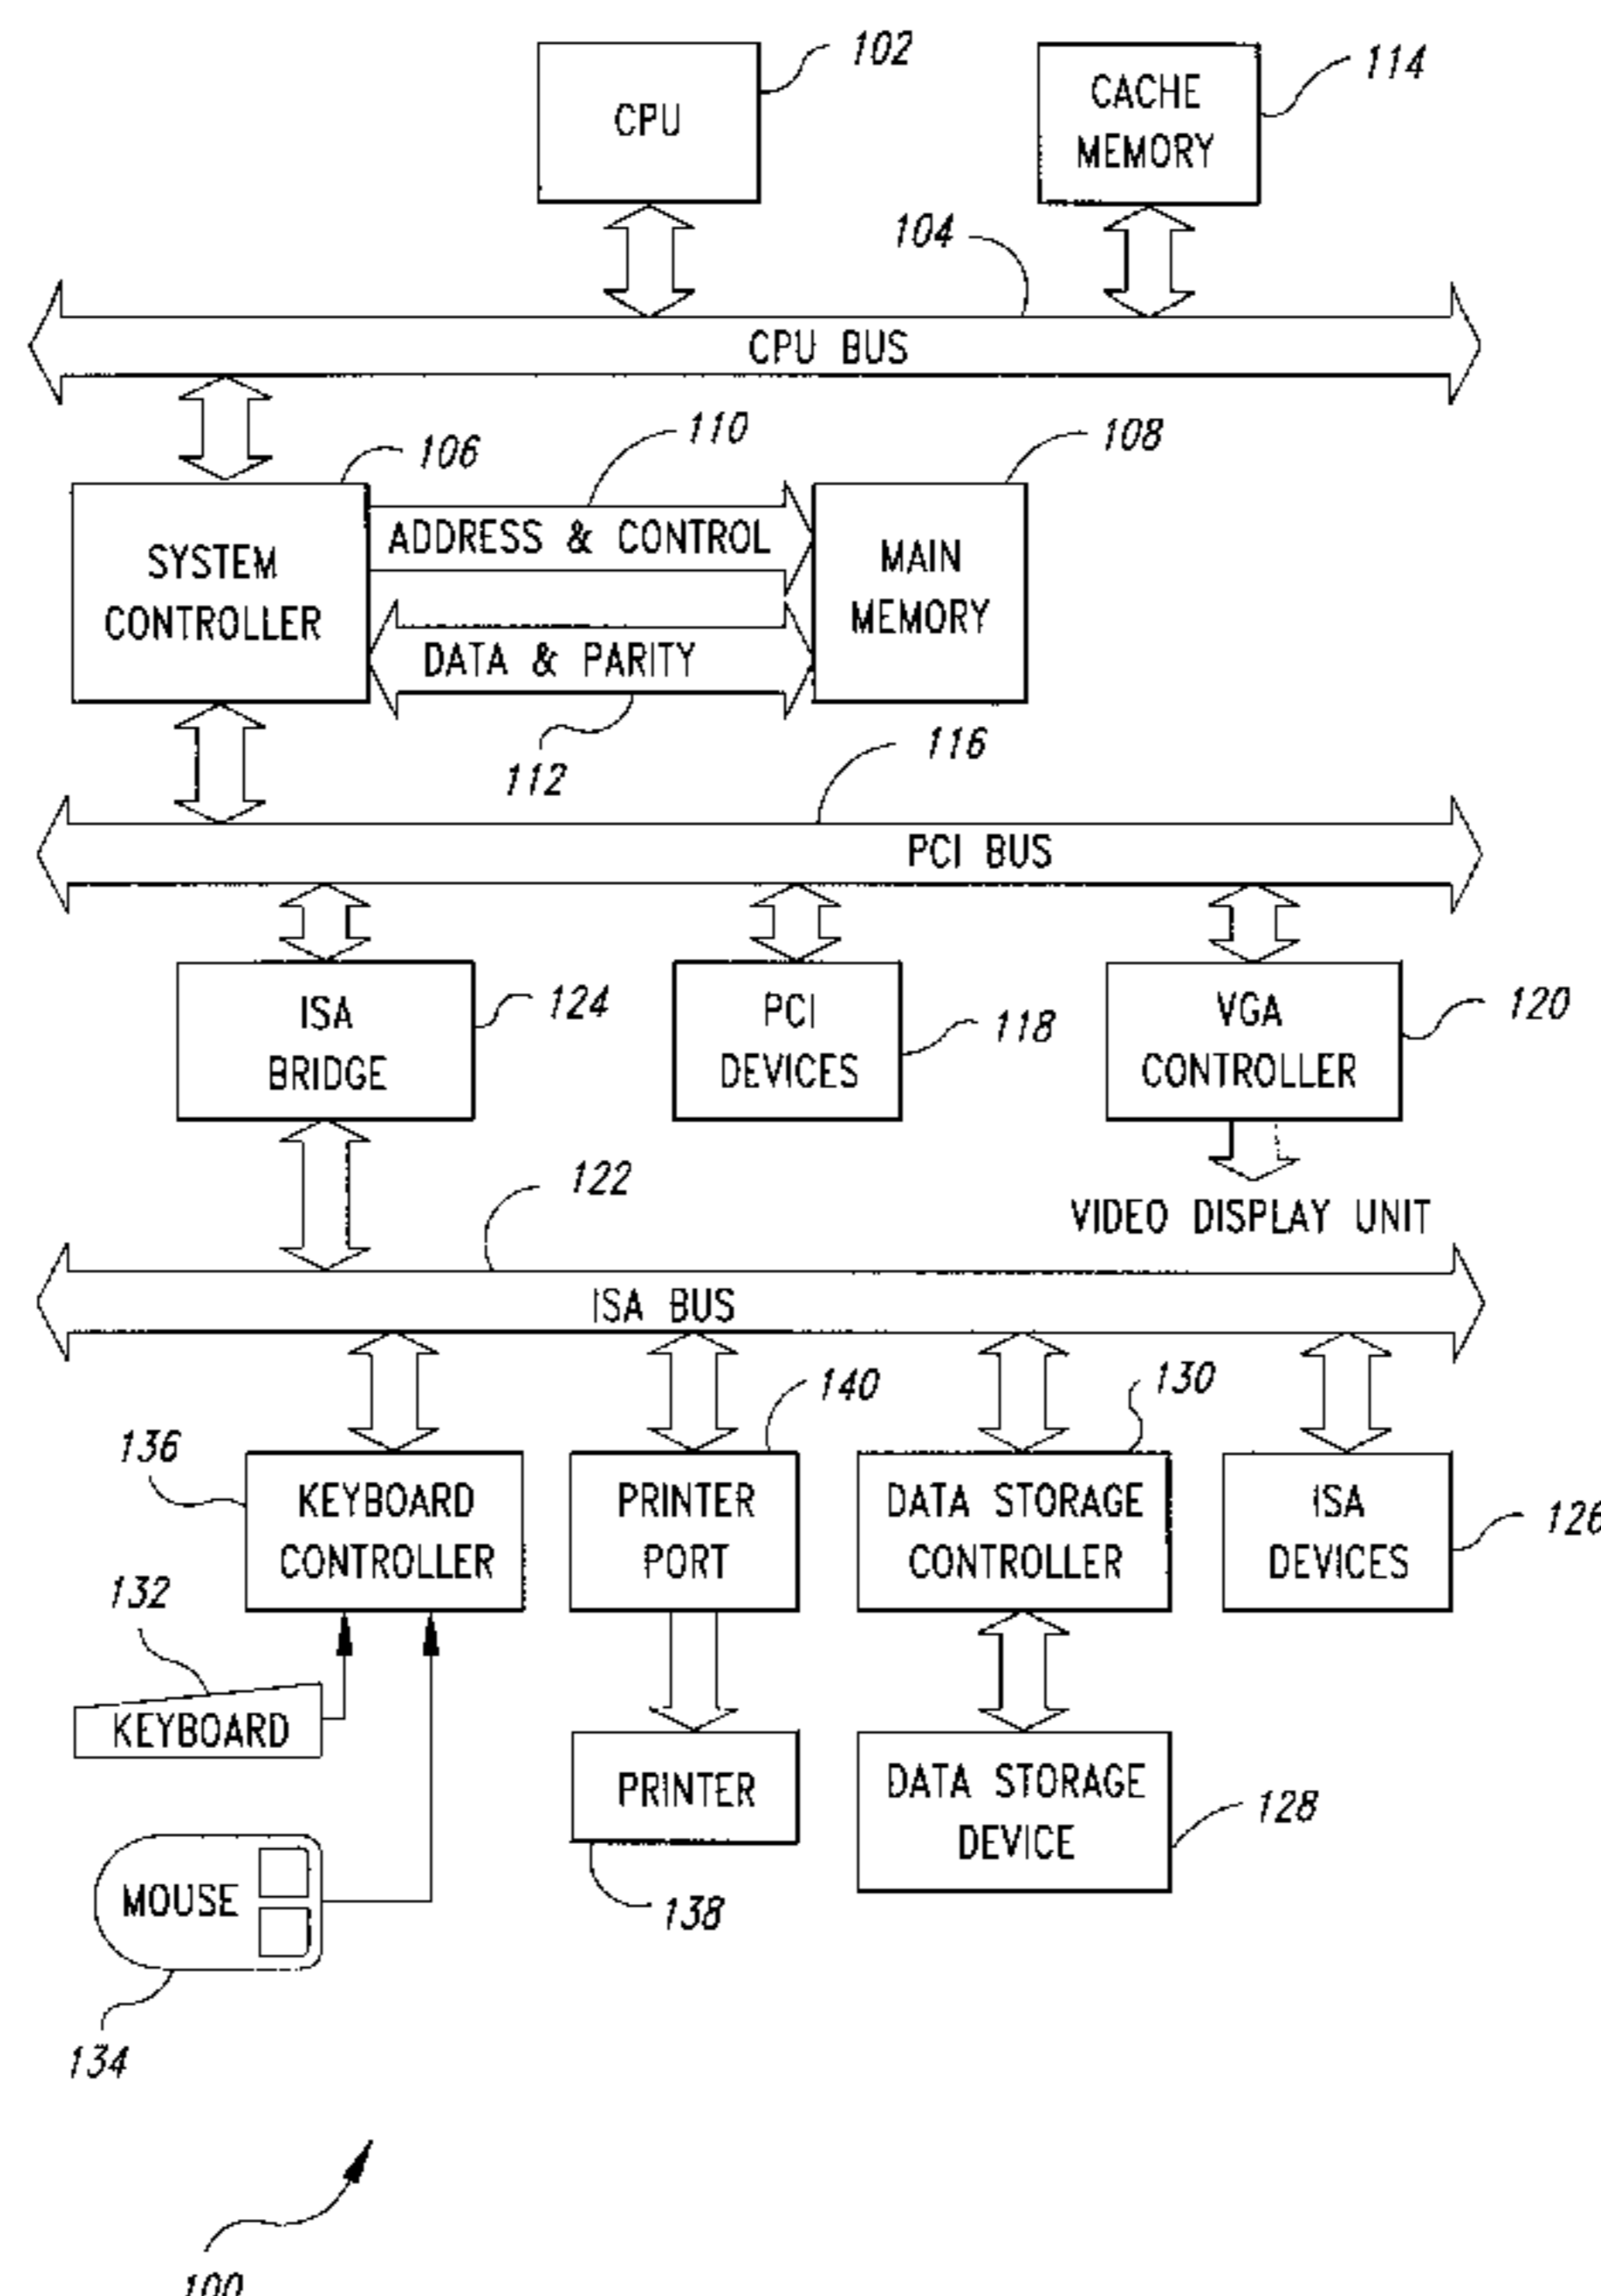 102
114
CPU
CACHE
MEMORY
104
CPU BUS
106
110
108
SYSTEM
CONTROLLER
ADDRESS & CONTROL
DATA & PARITY
MAIN
MEMORY
112
116
PCI BUS
ISA
BRIDGE
124
PCI
DEVICES
118
VGA
CONTROLLER
120
122
VIDEO DISPLAY UNIT
ISA BUS
136
140
130
KEYBOARD
CONTROLLER
PRINTER
PORT
DATA STORAGE
CONTROLLER
ISA
DEVICES
126
132
KEYBOARD
PRINTER
DATA STORAGE
DEVICE
128
138
MOUSE
134
100